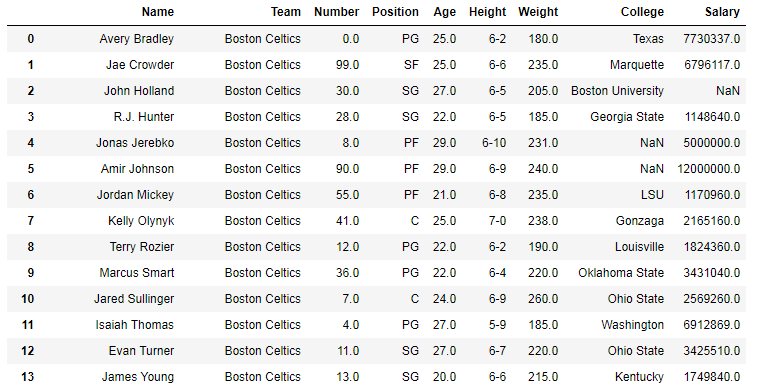 Name Team Number Position Age Height Weight College Salary
0 Avery Bradley Boston Celtics 0.0 PG 25.0 6-2 180.0 Texas 7730337.0
1 Jae Crowder Boston Celtics 99.0 SF 25.0 6-6 235.0 Marquette 6796117.0
2 John Holland Boston Celtics 30.0 SG 27.0 6-5 205.0 Boston University NaN
3 R.J. Hunter Boston Celtics 28.0 SG 22.0 6-5 185.0 Georgia State 1148640.0
4 Jonas Jerebko Boston Celtics 8.0 PF 29.0 6-10 231.0 NaN 5000000.0
5 Amir Johnson Boston Celtics 90.0 PF 29.0 6-9 240.0 NaN 12000000.0
6 Jordan Mickey Boston Celtics 55.0 PF 21.0 6-8 235.0 LSU 1170960.0
7 Kelly Olynyk Boston Celtics 41.0 C 25.0 7-0 238.0 Gonzaga 2165160.0
8 Terry Rozier Boston Celtics 12.0 PG 22.0 6-2 190.0 Louisville 1824360.0
9 Marcus Smart Boston Celtics 36.0 PG 22.0 6-4 220.0 Oklahoma State 3431040.0
10 Jared Sullinger Boston Celtics 7.0 C 24.0 6-9 260.0 Ohio State 2569260.0
11 Isaiah Thomas Boston Celtics 4.0 PG 27.0 5-9 185.0 Washington 6912869.0
12 Evan Turner Boston Celtics 11.0 SG 27.0 6-7 220.0 Ohio State 3425510.0
13 James Young Boston Celtics 13.0 SG 20.0 6-6 215.0 Kentucky 1749840.0